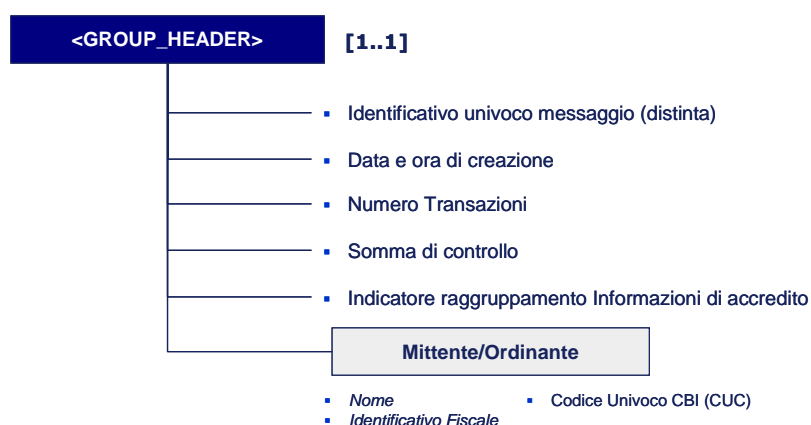 <GROUP_HEADER> [1..1]
Identificativo univoco messaggio (distinta)
Data e ora di creazione
Numero Transazioni
Somma di controllo
Indicatore raggruppamento Informazioni di accredito
Mittente/Ordinante
Nome
Codice Univoco CBI (CUC)
Identificativo Fiscale